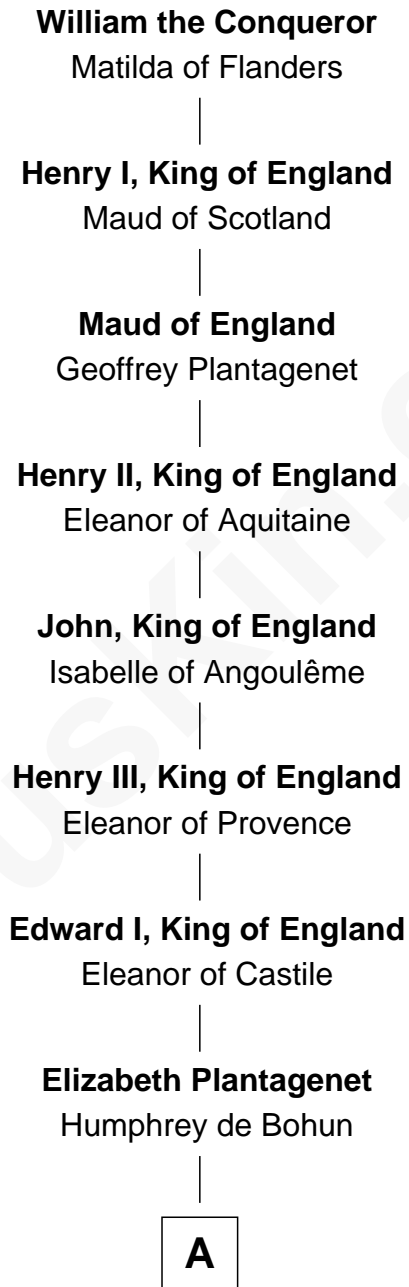 William the Conqueror
Matilda of Flanders
Henry I, King of England
Maud of Scotland
Maud of England
Geoffrey Plantagenet
Henry II, King of England
Eleanor of Aquitaine
John, King of England
Isabelle of Angoulême
Henry III, King of England
Eleanor of Provence
Edward I, King of England
Eleanor of Castile
Elizabeth Plantagenet
Humphrey de Bohun
A